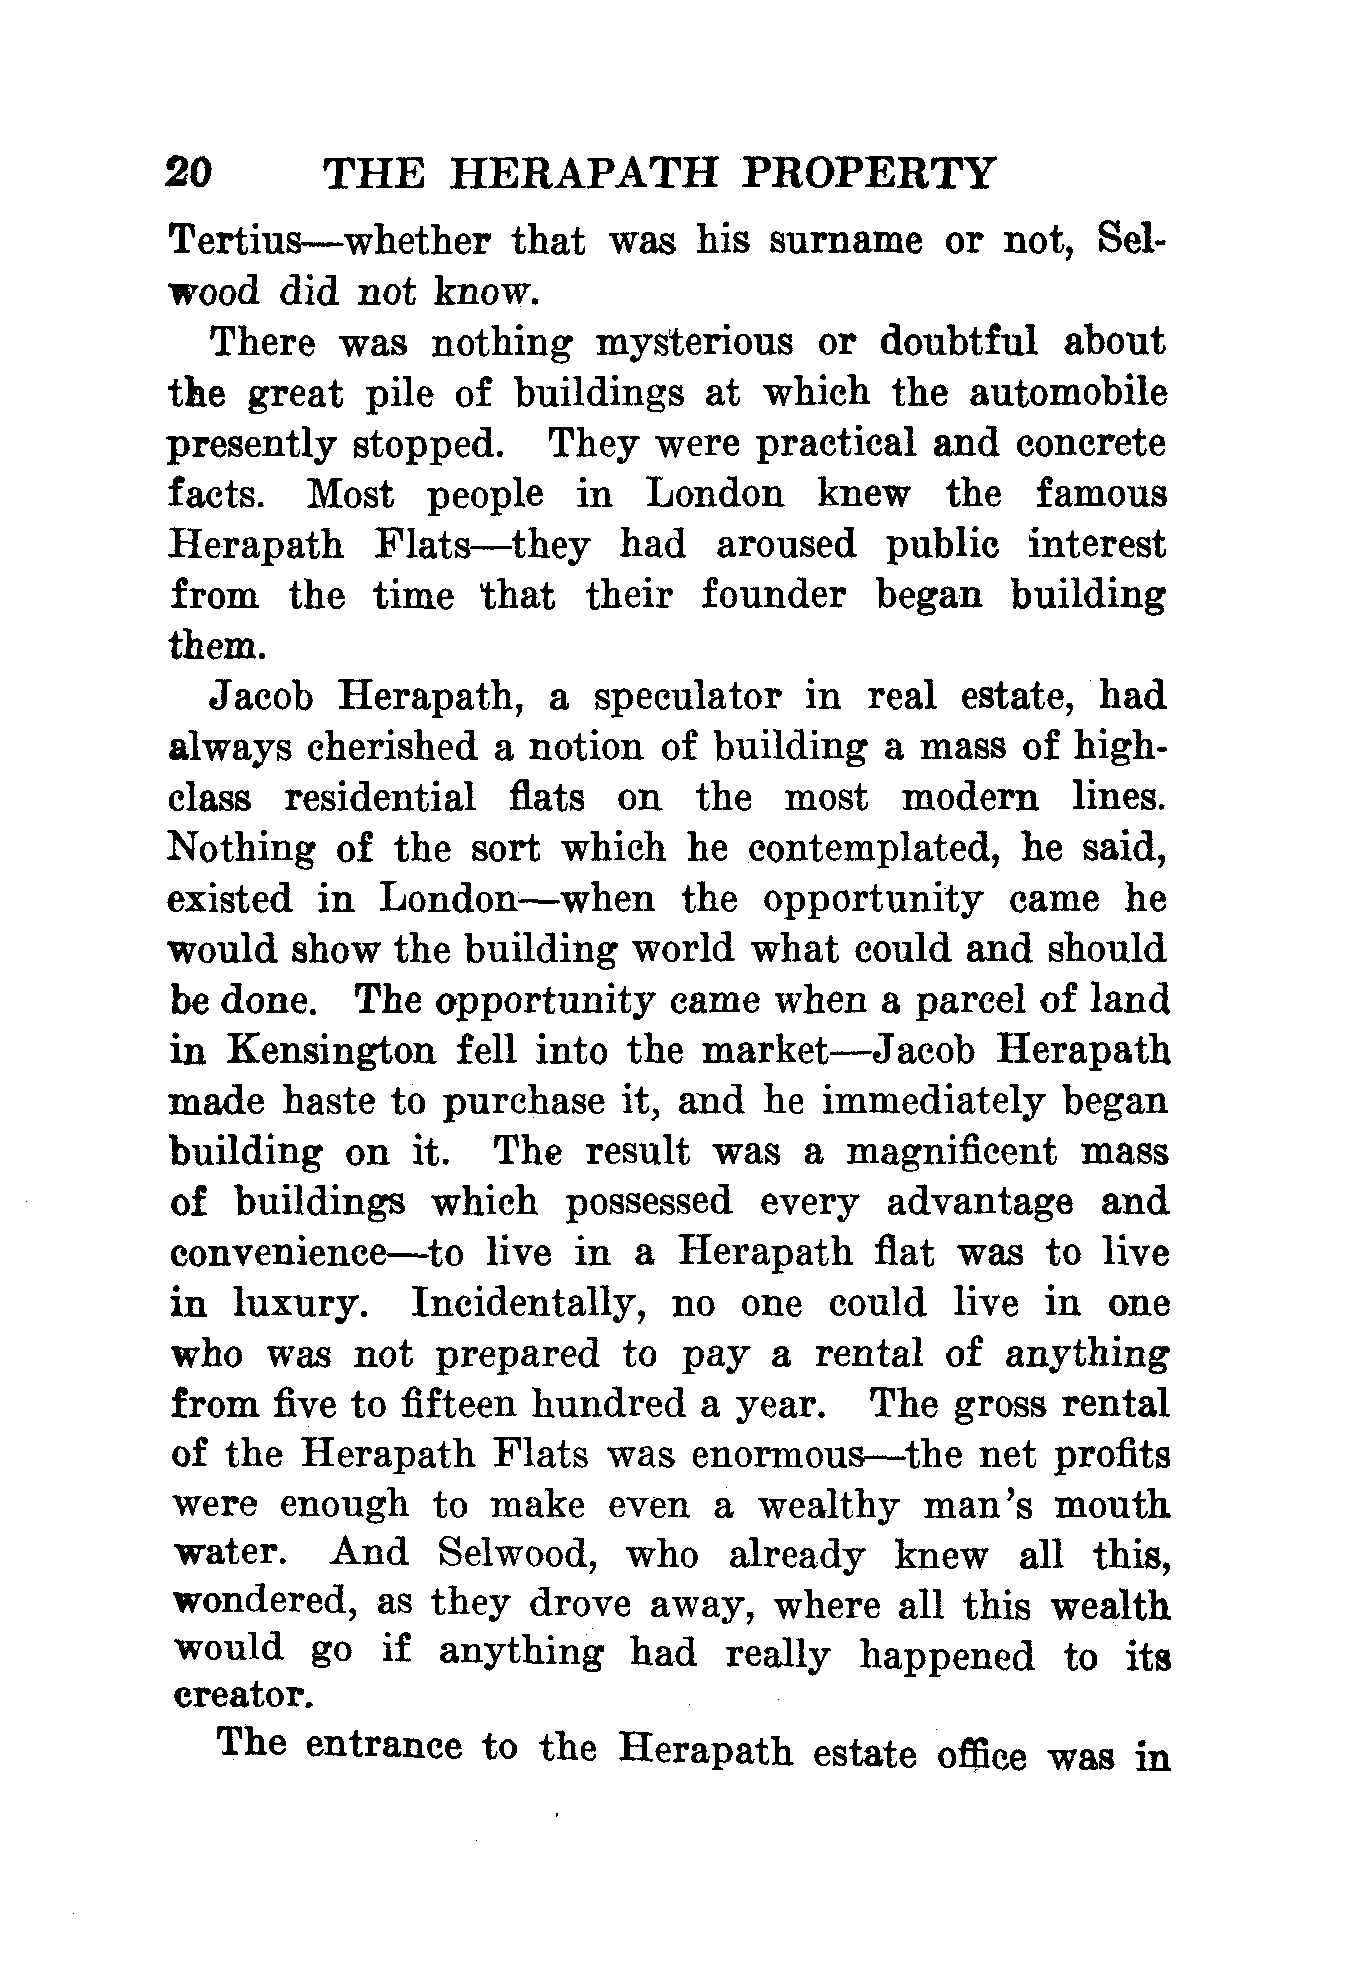 20 THE HERAPATH PROPERTY
Tertius—whether that was his surname or not, Sel-
wood did not know.
There was nothing mysterious or doubtful about
the great pile of buildings at which the automobile
presently stopped. They were practical and concrete
facts. Most people in London knew the famous
Herapath Flats—they had aroused public interest
from the time that their founder began building
them.
Jacob Herapath, a speculator in real estate, had
always cherished a notion of building a mass of high-
class residential flats on the most modern lines.
Nothing of the sort which he contemplated, he said,
existed in London—when the opportunity came he
would show the building world what could and should
be done. The opportunity came when a parcel of land
in Kensington fell into the market—Jacob Herapath
made haste to purchase it, and he immediately began
building on it. The result was a magnificent mass
of buildings which possessed every advantage and
convenience—to live in a Herapath flat was to live
in luxury. Incidentally, no one could live in one
who was not prepared to pay a rental of anything
from five to fifteen hundred a year. The gross rental
of the Herapath Flats was enormous—the net profits
were enough to make even a wealthy man's mouth
water. And Selwood, who already knew all this,
wondered, as they drove away, where all this wealth
would go if anything had really happened to its
creator.
The entrance to the Herapath estate office was in